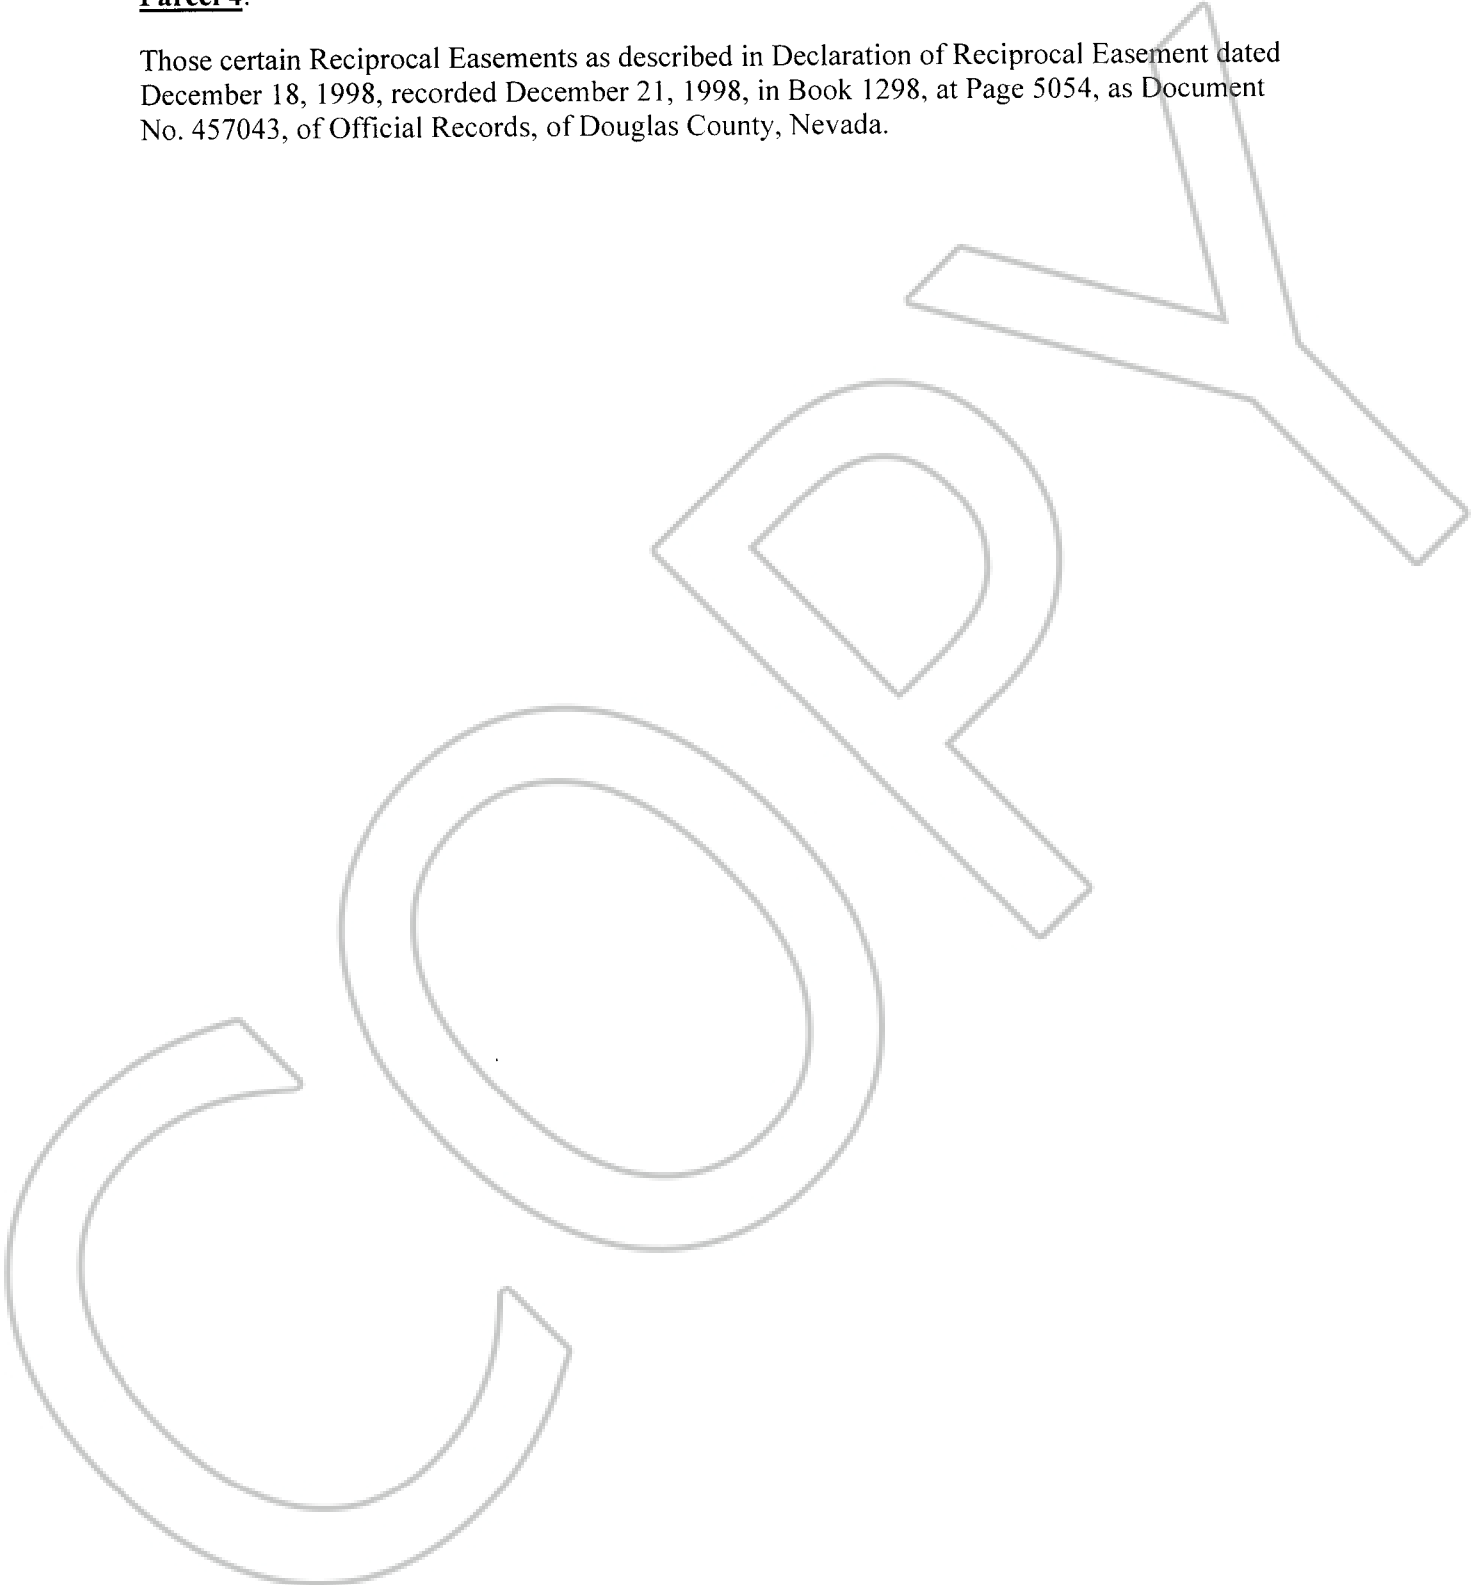 Parcel 4:
Those certain Reciprocal Easements as described in Declaration of Reciprocal Easement dated
December 18, 1998, recorded December 21, 1998, in Book 1298, at Page 5054, as Document
No. 457043, of Official Records, of Douglas County, Nevada.
COPY